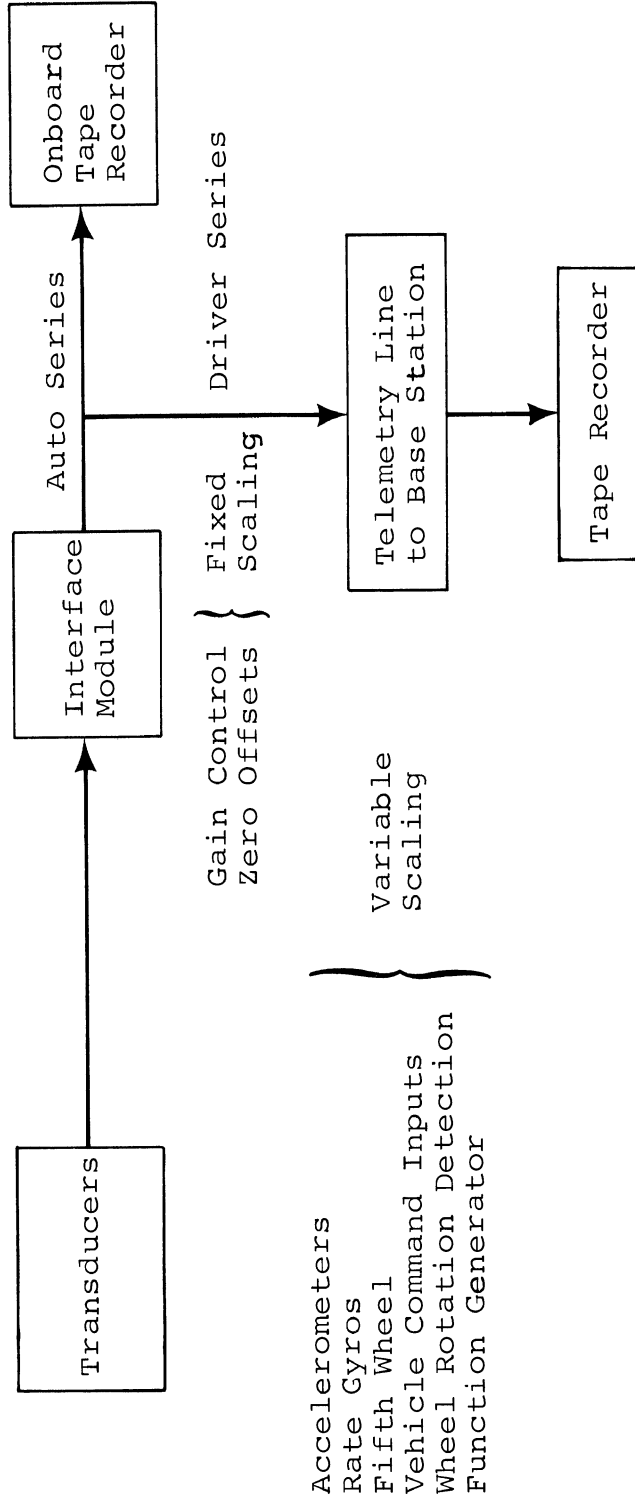 Transducers
Interface
Module
Auto Series
Onboard
Tape
Recorder
Accelerometers
Rate Gyros
Fifth Wheel
Vehicle Command Inputs
Wheel Rotation Detection
Function Generator
Variable
Scaling
Gain Control
Zero Offsets
Fixed
Scaling
Driver Series
Telemetry Line
to Base Station
Tape Recorder